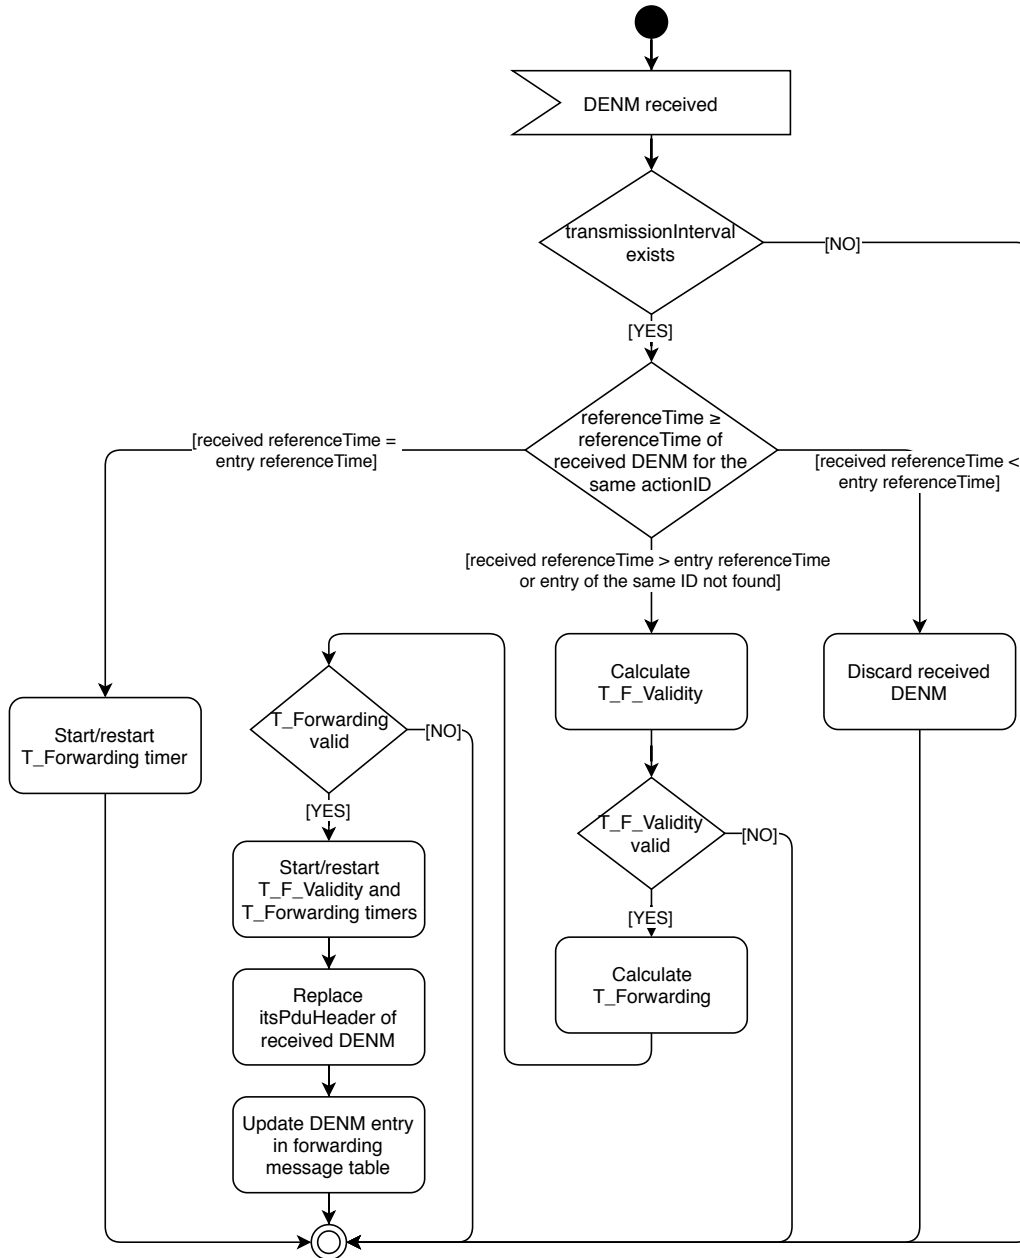 DENM received
transmissionInterval
exists
[NO]
[YES]
referenceTime ≥
referenceTime of
received DENM for the
same actionID
[received referenceTime =
entry referenceTime]
[received referenceTime <
entry referenceTime]
[received referenceTime > entry referenceTime
or entry of the same ID not found]
Calculate
T_F_Validity
Discard received
DENM
T_Forwarding
valid
[NO]
Start/restart
T_Forwarding timer
[YES]
T_F_Validity
valid
[NO]
Start/restart
T_F_Validity and
T_Forwarding timers
[YES]
Calculate
T_Forwarding
Replace
itsPduHeader of
received DENM
Update DENM entry
in forwarding
message table